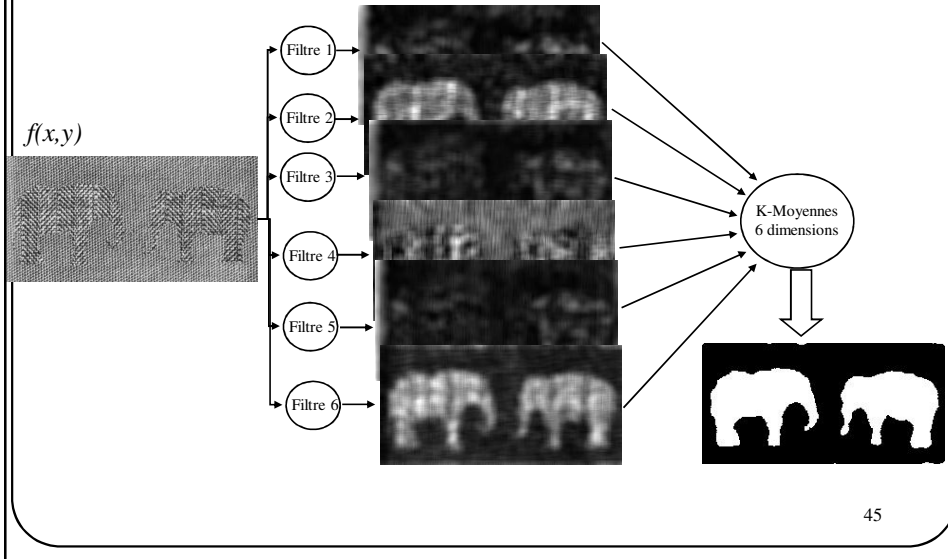 f(x,y)
Filtre 1
Filtre 2
Filtre 3
Filtre 4
Filtre 5
Filtre 6
K-Moyennes
6 dimensions
45